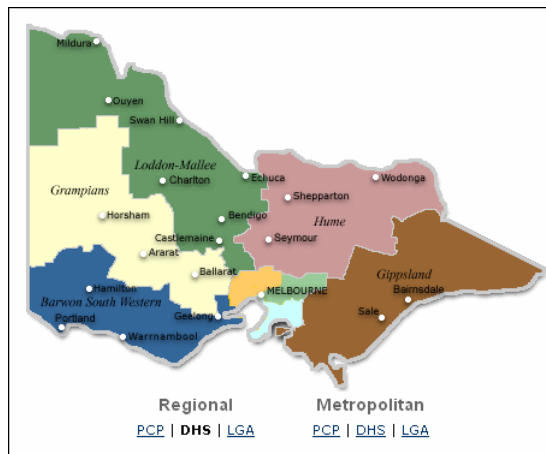 Mildura
Ouyen
Swan Hill
Loddon-Mallee
Echuca
Wodonga
Grampians
Charlton
Shepparton
Horsham
Bendigo
Hume
Castlemaine
Seymour
Ararat
Ballarat
Gippsland
Hamilton
MELBOURNE
Bairnsdale
Barwon South Western
Geelong
Sale
Portland
Warrnambool
Regional Metropolitan
PCP | DHS | LGA PCP | DHS | LGA